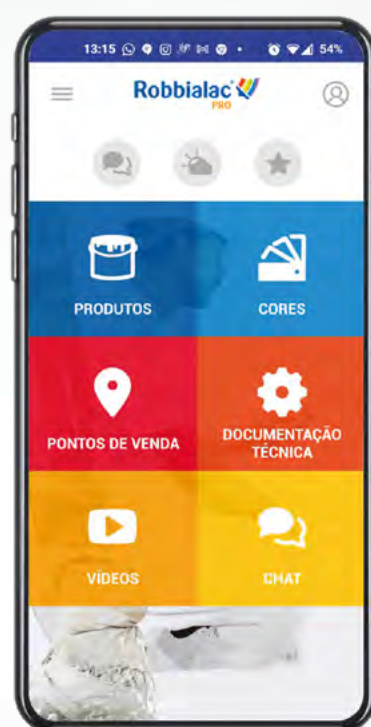 13:15 54%
Robbialac
PRO
PRODUTOS
CORES
PONTOS DE VENDA
DOCUMENTAÇÃO
TÉCNICA
VÍDEOS
CHAT